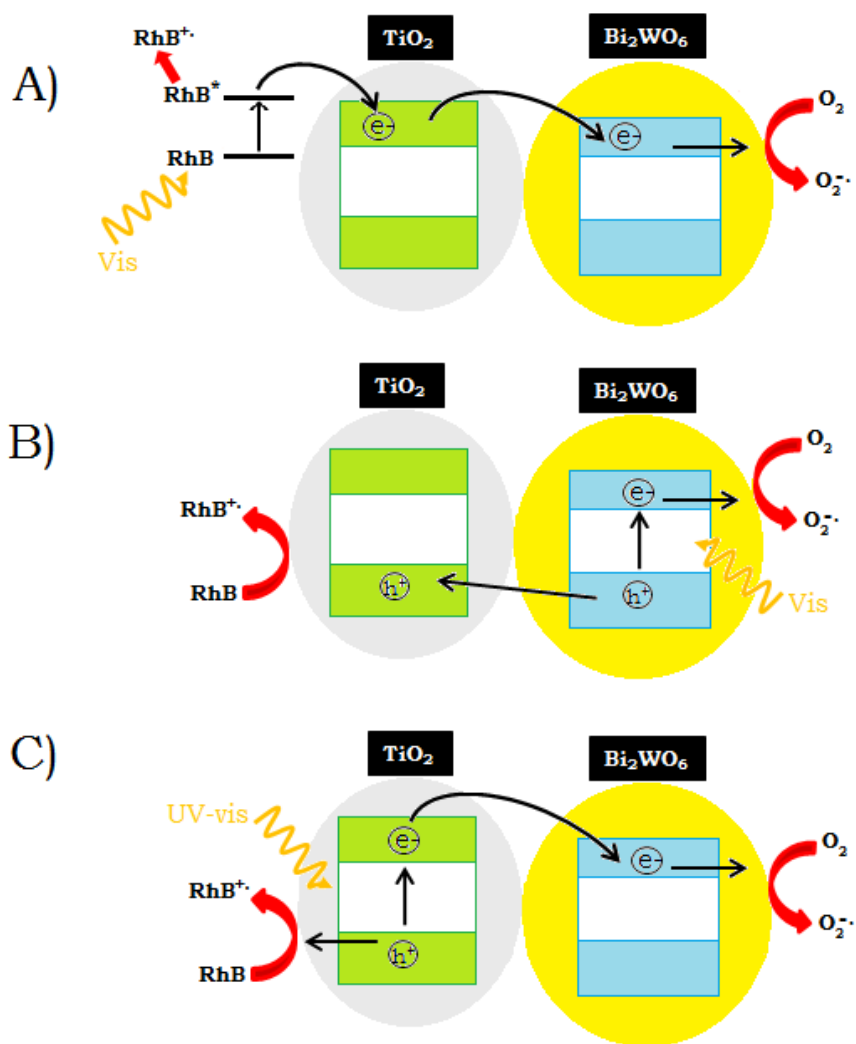 A)
TiO₂
Bi₂WO₆
RhB⁺·
RhB*
RhB
Vis
e-
e-
O₂
O₂⁻·
B)
TiO₂
Bi₂WO₆
RhB⁺·
RhB
h⁺
e-
h⁺
O₂
O₂⁻·
Vis
C)
TiO₂
Bi₂WO₆
UV-vis
RhB⁺·
RhB
e-
h⁺
e-
O₂
O₂⁻·